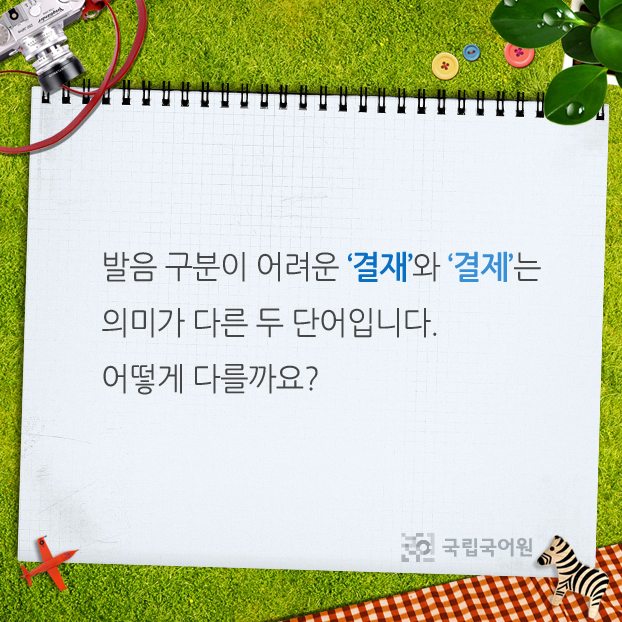 발음 구분이 어려운 ‘결재’와 ‘결제’는
의미가 다른 두 단어입니다.
어떻게 다를까요?
국립국어원